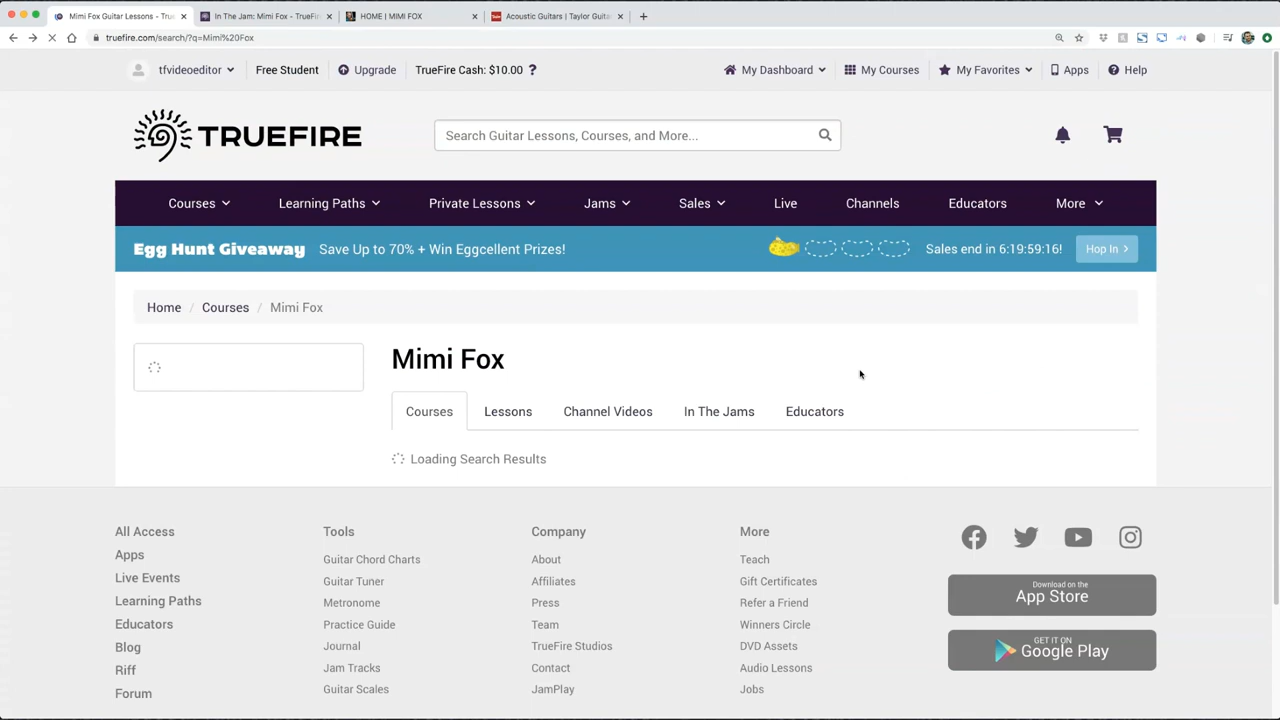 Mimi Fox Guitar Lessons - Tru
In The Jam: Mimi Fox - TrueFi
HOME | MIMI FOX
Acoustic Guitars | Taylor Guita
truefire.com/search/?q=Mimi%20Fox
tfvideoeditor
Free Student
Upgrade
TrueFire Cash: $10.00 ?
My Dashboard
My Courses
My Favorites
Apps
Help
TRUEFIRE
Search Guitar Lessons, Courses, and More...
Courses
Learning Paths
Private Lessons
Jams
Sales
Live
Channels
Educators
More
Egg Hunt Giveaway
Save Up to 70% + Win Eggcellent Prizes!
Sales end in 6:19:59:16!
Hop In >
Home / Courses / Mimi Fox
Mimi Fox
Courses
Lessons
Channel Videos
In The Jams
Educators
Loading Search Results
All Access
Apps
Live Events
Learning Paths
Educators
Blog
Riff
Forum
Tools
Guitar Chord Charts
Guitar Tuner
Metronome
Practice Guide
Journal
Jam Tracks
Guitar Scales
Company
About
Affiliates
Press
Team
TrueFire Studios
Contact
JamPlay
More
Teach
Gift Certificates
Refer a Friend
Winners Circle
DVD Assets
Audio Lessons
Jobs
Download on the
App Store
GET IT ON
Google Play